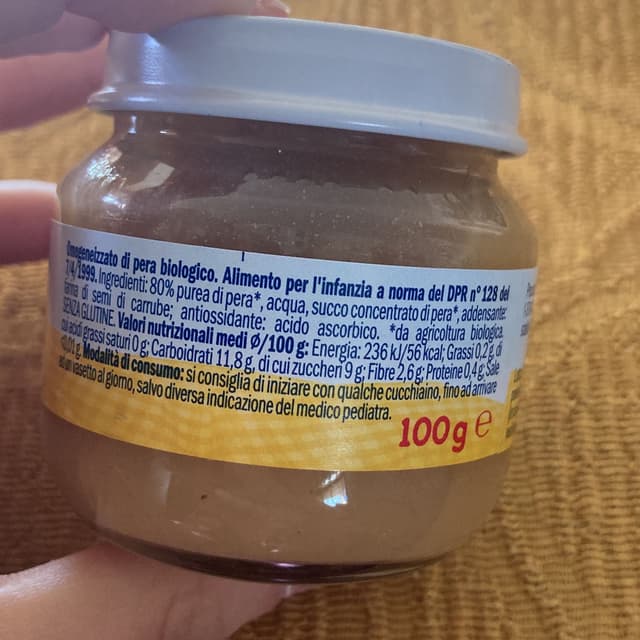 Omogeneizzato di pera biologico. Alimento per l'infanzia a norma del DPR n° 128 del
7/4/1999. Ingredienti: 80% purea di pera*, acqua, succo concentrato di pera*, addensante:
farina di semi di carrube; antiossidante: acido ascorbico. *da agricoltura biologica.
SENZA GLUTINE. Valori nutrizionali medi ø/100 g: Energia: 236 kJ/56 kcal; Grassi 0,2 g, di
cui acidi grassi saturi 0 g; Carboidrati 11,8 g, di cui zuccheri 9 g; Fibre 2,6 g; Proteine 0,4 g; Sale
<0,01 g. Modalità di consumo: si consiglia di iniziare con qualche cucchiaino, fino ad arrivare
ad un vasetto al giorno, salvo diversa indicazione del medico pediatra.
100 g e